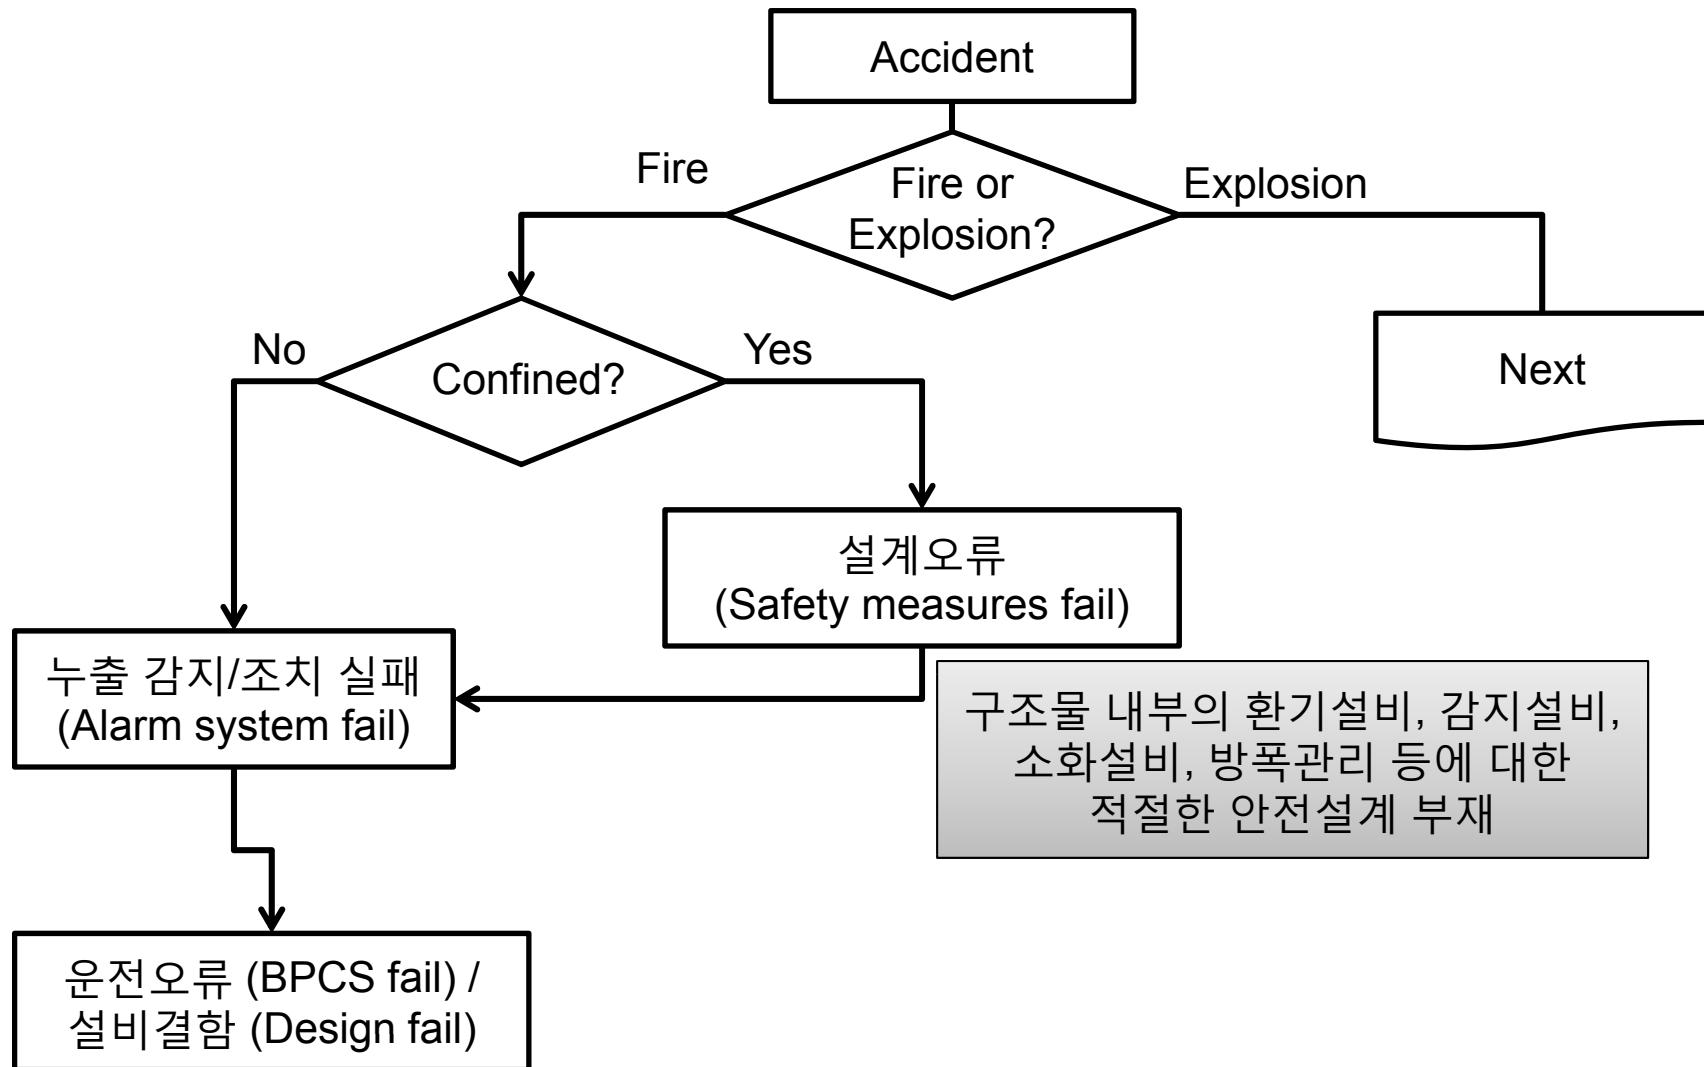 Accident
Fire
Fire or
Explosion?
Explosion
No
Confined?
Yes
Next
설계오류
(Safety measures fail)
누출 감지/조치 실패
(Alarm system fail)
구조물 내부의 환기설비, 감지설비,
소화설비, 방폭관리 등에 대한
적절한 안전설계 부재
운전오류 (BPCS fail) /
설비결함 (Design fail)